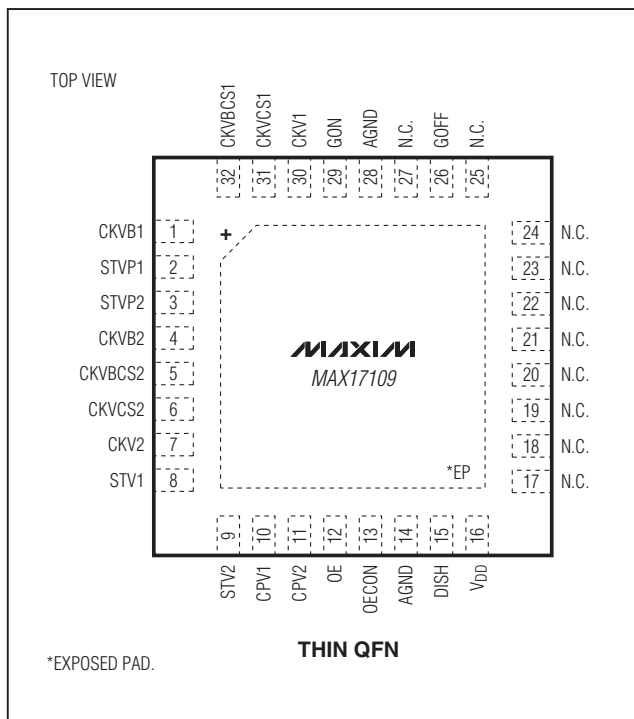 TOP VIEW
CKVBCS1
CKVCS1
CKV1
GON
AGND
N.C.
GOFF
N.C.
32
31
30
29
28
27
26
25
CKVB1 1
STVP1 2
STVP2 3
CKVB2 4
CKVBCS2 5
CKVCS2 6
CKV2 7
STV1 8
+
MAXIM
MAX17109
*EP
24 N.C.
23 N.C.
22 N.C.
21 N.C.
20 N.C.
19 N.C.
18 N.C.
17 N.C.
9
10
11
12
13
14
15
16
STV2
CPV1
CPV2
OE
OECON
AGND
DISH
VDD
THIN QFN
*EXPOSED PAD.